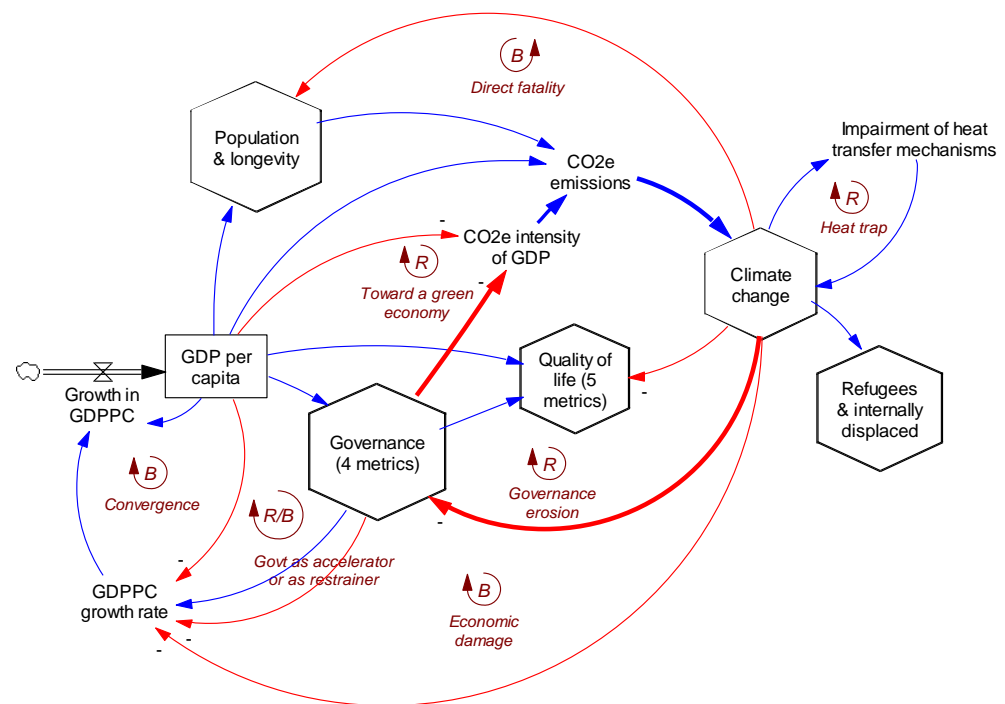 B
Direct fatality
Population
& longevity
Impairment of heat
transfer mechanisms
CO2e
emissions
R
Heat trap
-
CO2e intensity
of GDP
R
Toward a green
economy
-
Climate
change
GDP per
capita
Growth in
GDPPC
Quality of
life (5
metrics)
-
Refugees
& internally
displaced
Governance
(4 metrics)
B
Convergence
R
Governance
erosion
R/B
Govt as accelerator
or as restrainer
-
-
GDPPC
growth rate
B
Economic
damage
-
-